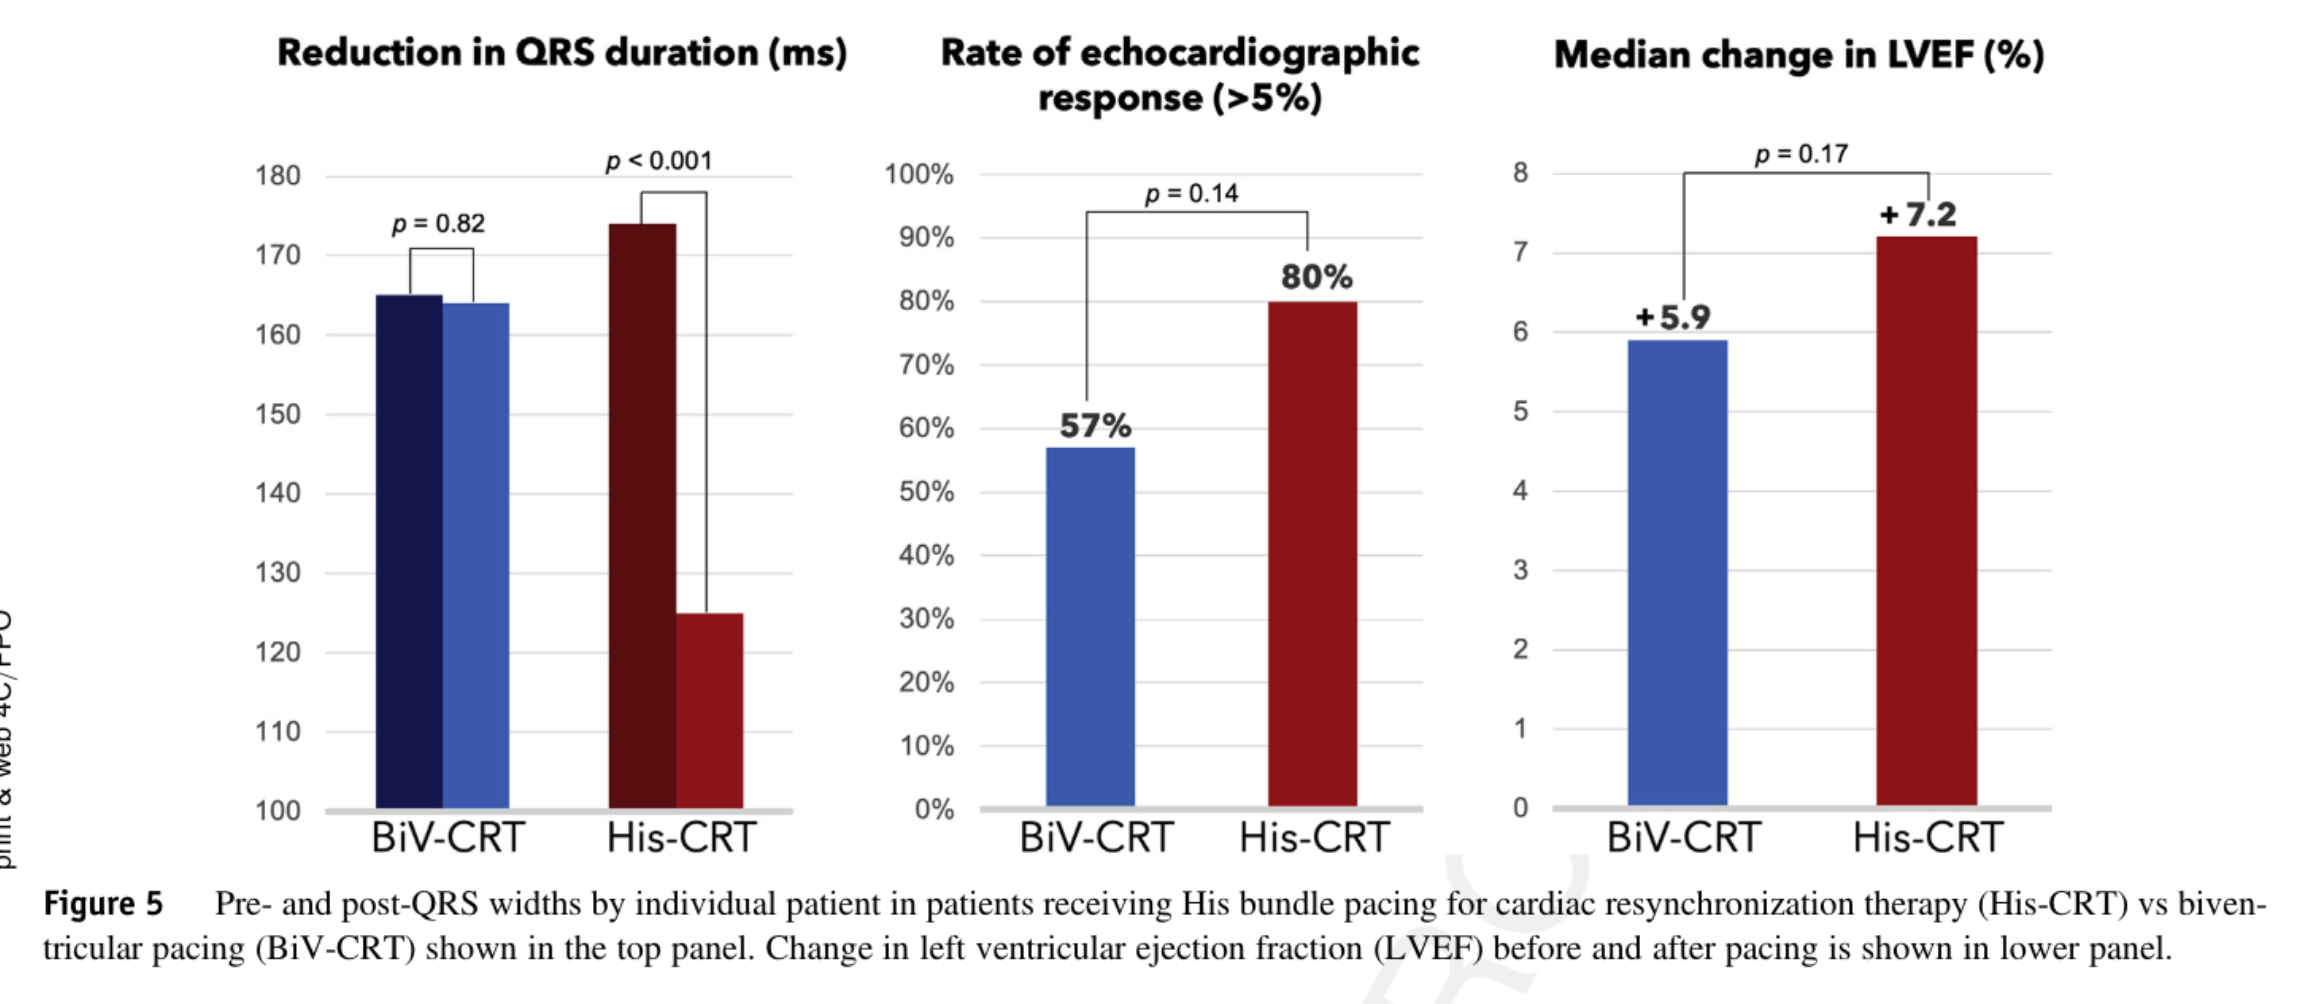 Reduction in QRS duration (ms)
180
170
160
150
140
130
120
110
100
p = 0.82
p < 0.001
BiV-CRT
His-CRT
Rate of echocardiographic
response (>5%)
100%
90%
80%
70%
60%
50%
40%
30%
20%
10%
0%
p = 0.14
57%
80%
BiV-CRT
His-CRT
Median change in LVEF (%)
8
7
6
5
4
3
2
1
0
p = 0.17
+ 5.9
+ 7.2
BiV-CRT
His-CRT
print & web 4C/FPO
Figure 5 Pre- and post-QRS widths by individual patient in patients receiving His bundle pacing for cardiac resynchronization therapy (His-CRT) vs biven-
tricular pacing (BiV-CRT) shown in the top panel. Change in left ventricular ejection fraction (LVEF) before and after pacing is shown in lower panel.